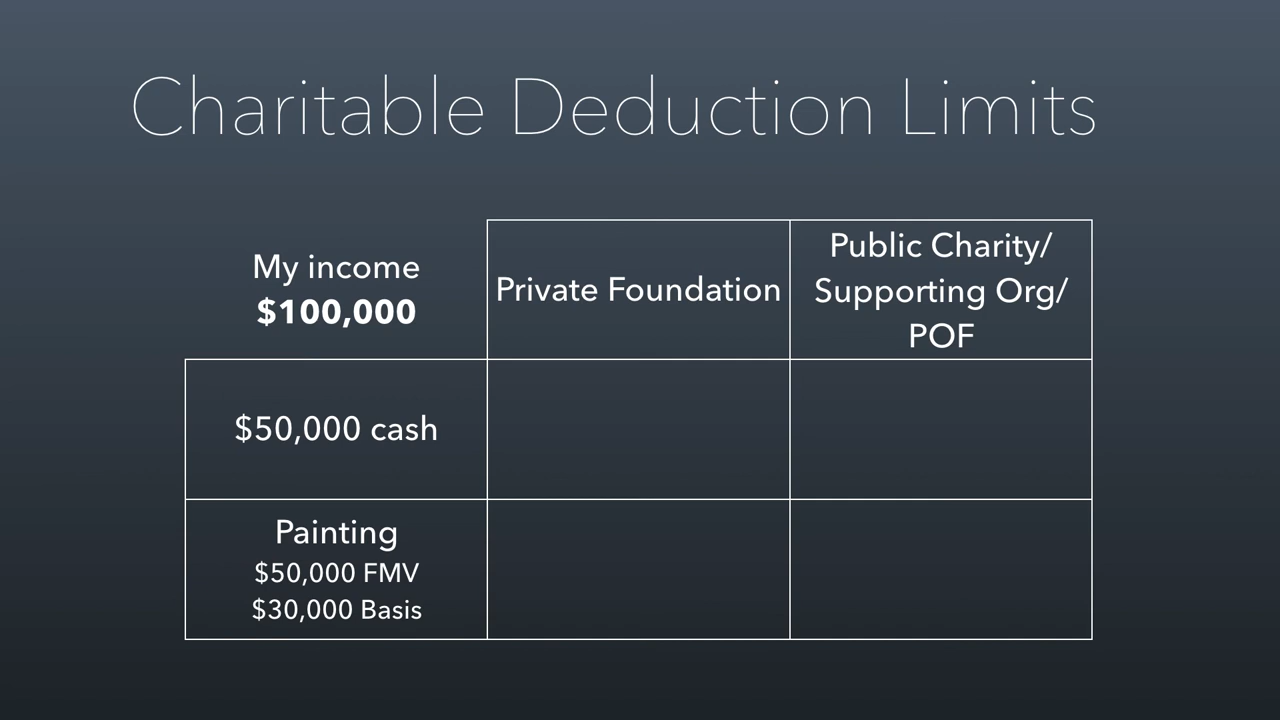 Charitable Deduction Limits
My income
$100,000
Private Foundation
Public Charity/
Supporting Org/
POF
$50,000 cash
Painting
$50,000 FMV
$30,000 Basis